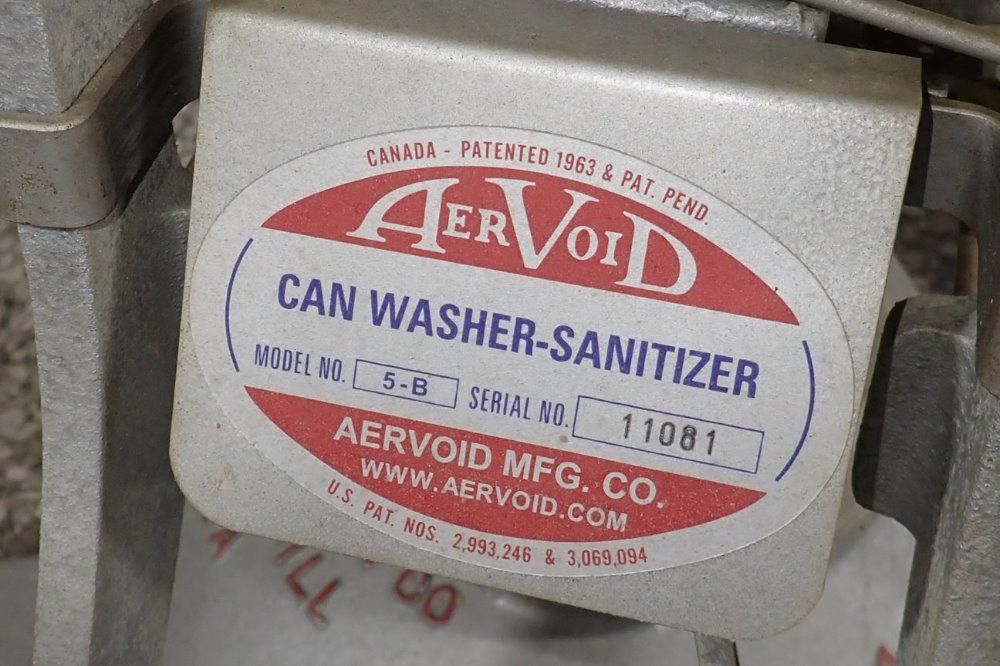 CANADA - PATENTED 1963 & PAT. PEND.
AERVOID
CAN WASHER-SANITIZER
MODEL NO. 5-B SERIAL NO. 11081
AERVOID MFG. CO.
WWW.AERVOID.COM
U.S. PAT. NOS. 2,993,246 & 3,069,094